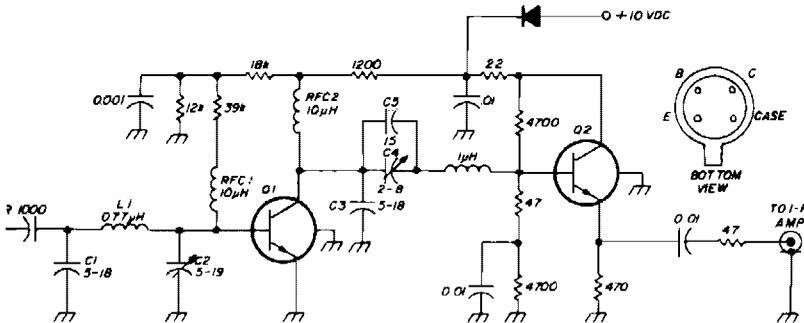 +10 VDC
18k
1200
22
0.001
12k
39k
RFC2
10µH
.01
4700
Q2
B
C
E
CASE
BOTTOM
VIEW
C5
15
C4
2-8
1µH
RFC1
10µH
Q1
C3
5-18
47
R 1000
L1
0.77µH
C1
5-18
C2
5-19
0.01
4700
470
0.01
47
TO I-F
AMP